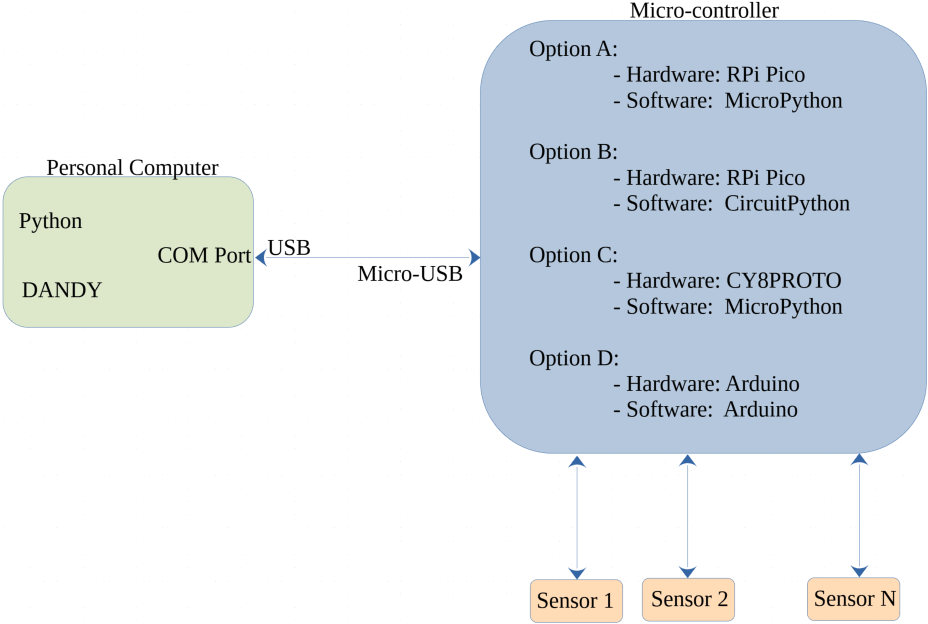 Micro-controller
Option A:
- Hardware: RPi Pico
- Software: MicroPython
Option B:
- Hardware: RPi Pico
- Software: CircuitPython
Option C:
- Hardware: CY8PROTO
- Software: MicroPython
Option D:
- Hardware: Arduino
- Software: Arduino
Personal Computer
Python
COM Port
DANDY
USB
Micro-USB
Sensor 1
Sensor 2
Sensor N